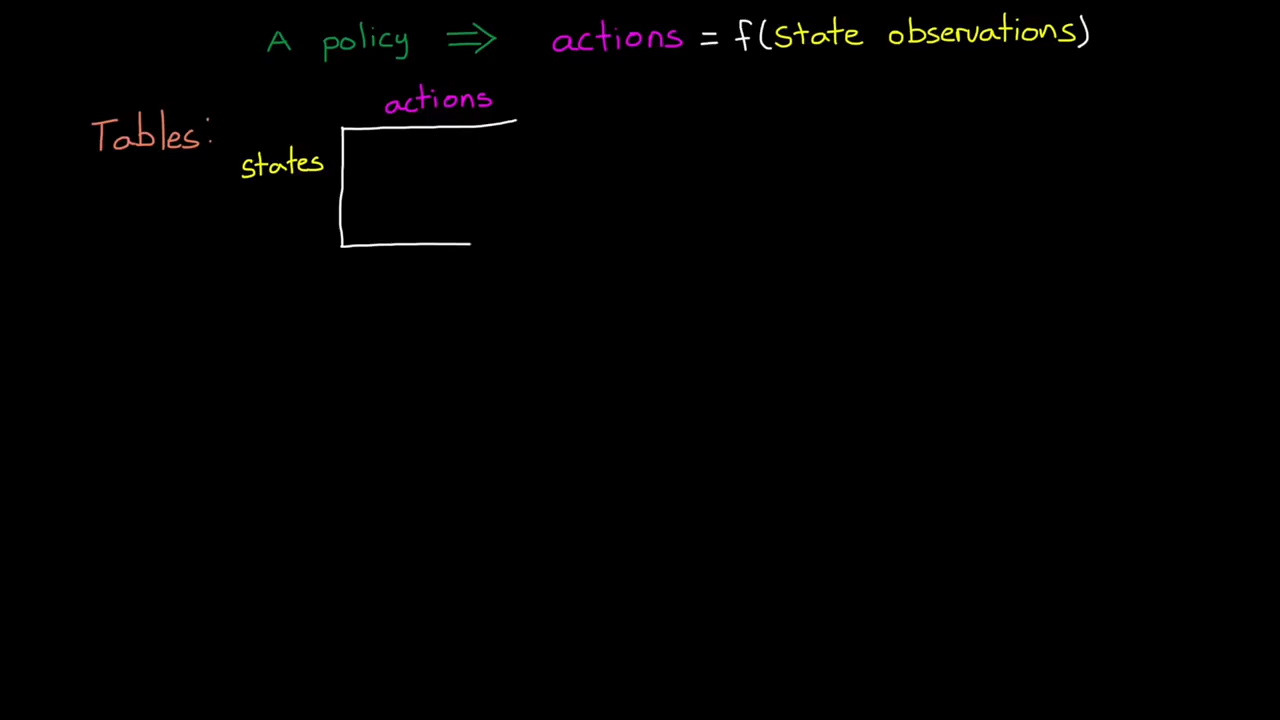 A policy ⇒ actions = f(state observations)
actions
Tables:
states